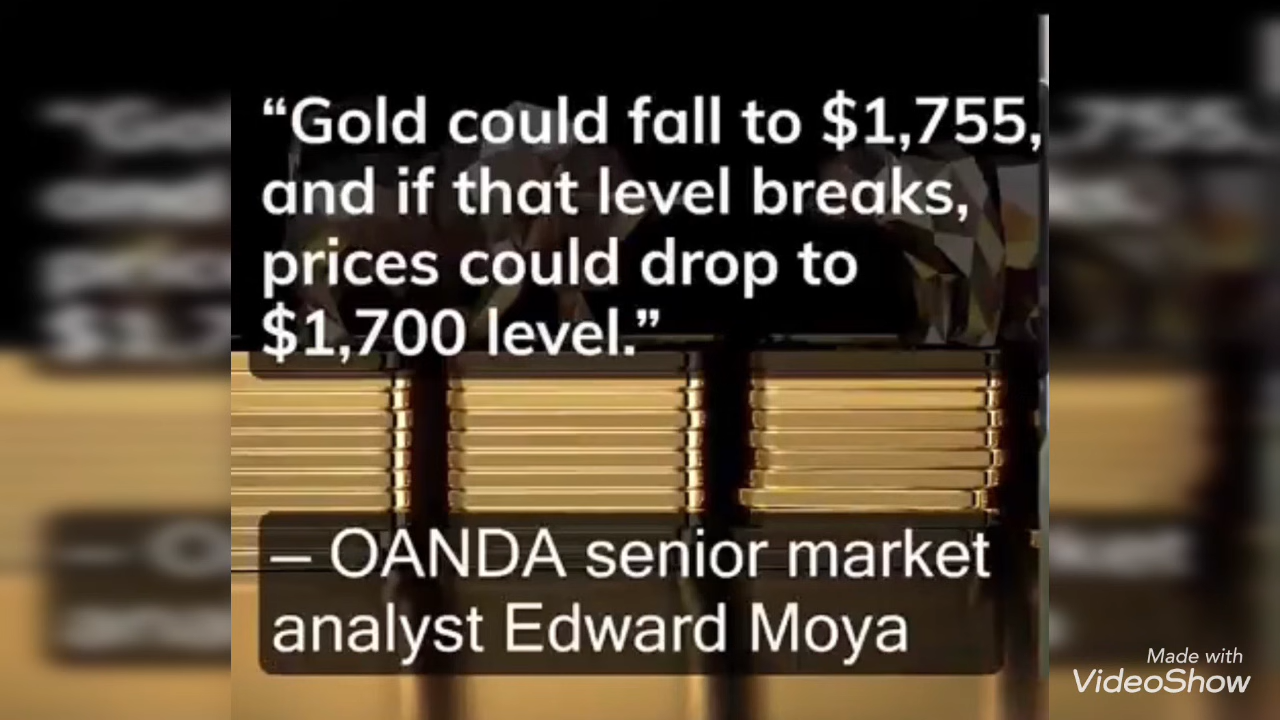 “Gold could fall to $1,755,
and if that level breaks,
prices could drop to
$1,700 level.”
– OANDA senior market
analyst Edward Moya
Made with
VideoShow